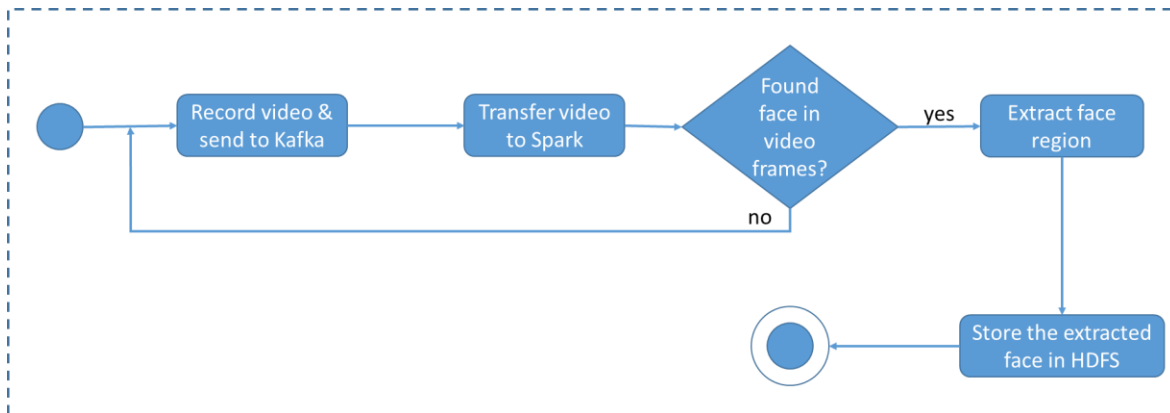 Record video &
send to Kafka
Transfer video
to Spark
Found
face in
video
frames?
yes
Extract face
region
no
Store the extracted
face in HDFS